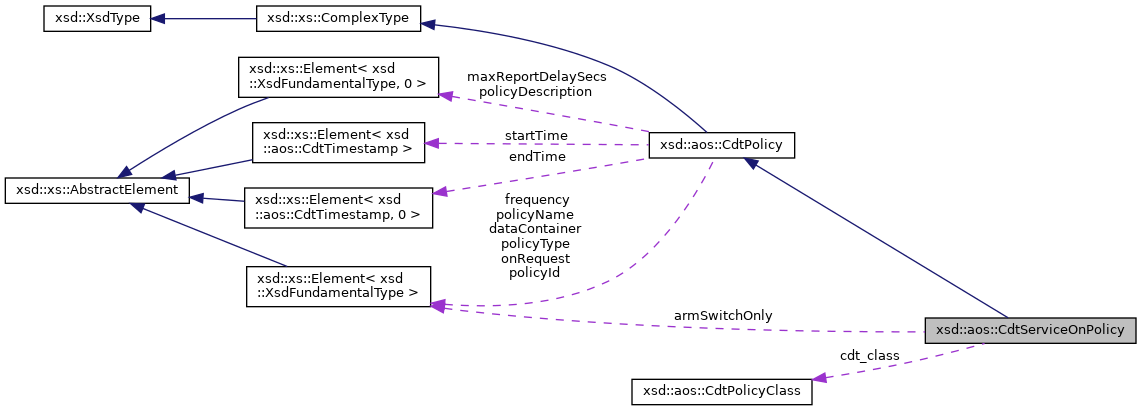 xsd::XsdType
xsd::xs::ComplexType
xsd::xs::Element< xsd
::XsdFundamentalType, 0 >
maxReportDelaySecs
policyDescription
xsd::xs::Element< xsd
::aos::CdtTimestamp >
startTime
xsd::aos::CdtPolicy
endTime
xsd::xs::AbstractElement
xsd::xs::Element< xsd
::aos::CdtTimestamp, 0 >
frequency
policyName
dataContainer
policyType
onRequest
policyId
xsd::xs::Element< xsd
::XsdFundamentalType >
armSwitchOnly
xsd::aos::CdtServiceOnPolicy
cdt_class
xsd::aos::CdtPolicyClass